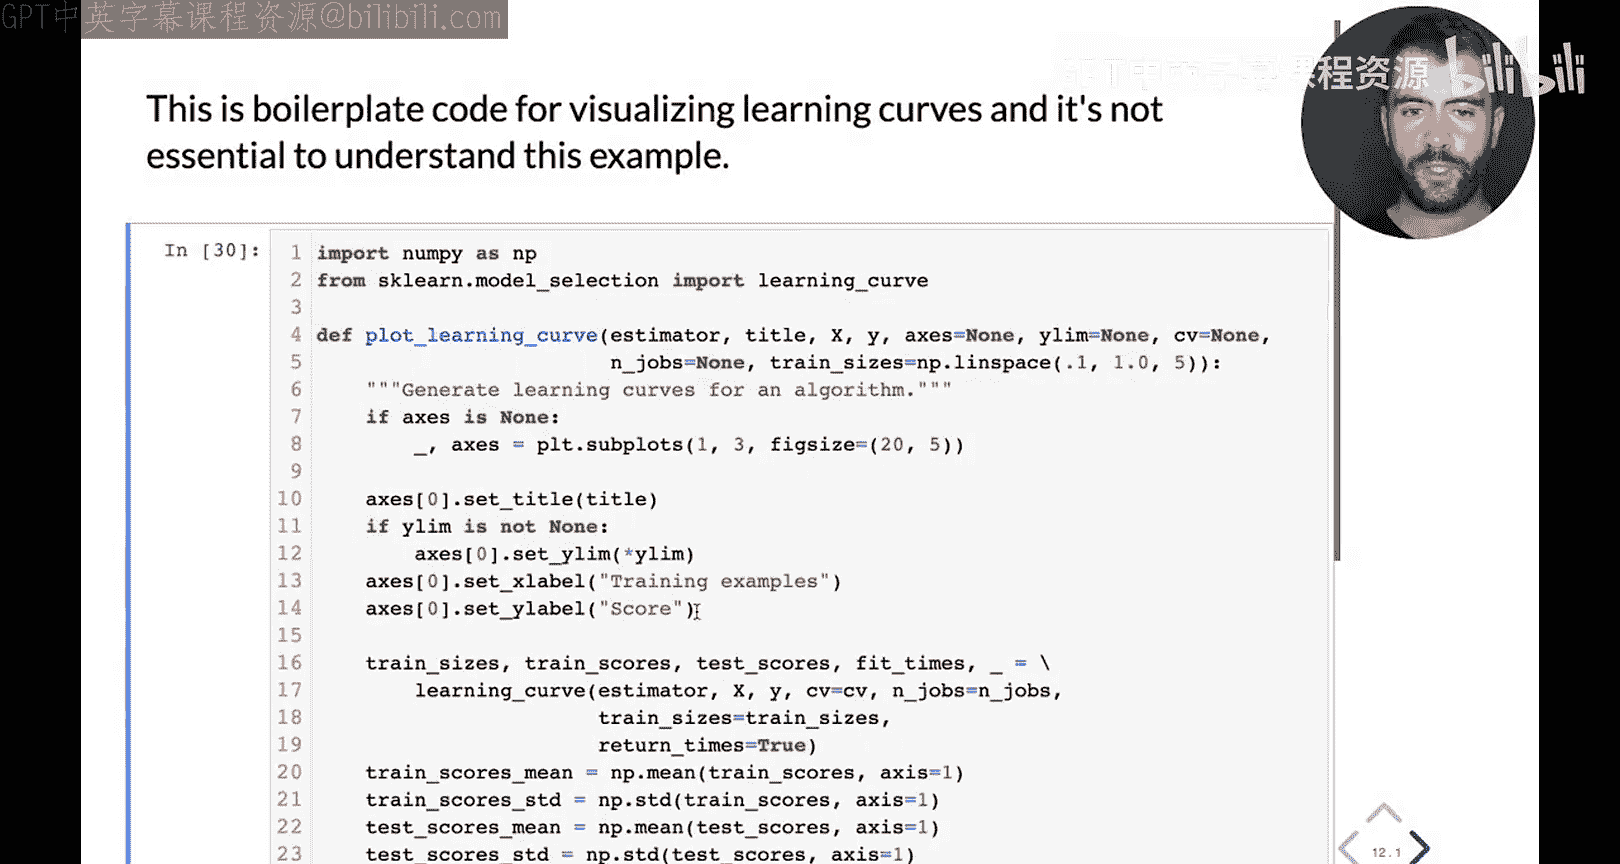 GPT中英字幕课程资源@bilibili.com
课程资源 bilibili
This is boilerplate code for visualizing learning curves and it's not
essential to understand this example.
In [30]:
1 import numpy as np
2 from sklearn.model_selection import learning_curve
3
4 def plot_learning_curve(estimator, title, X, y, axes=None, ylim=None, cv=None,
5 n_jobs=None, train_sizes=np.linspace(.1, 1.0, 5)):
6 """Generate learning curves for an algorithm."""
7 if axes is None:
8 _, axes = plt.subplots(1, 3, figsize=(20, 5))
9
10 axes[0].set_title(title)
11 if ylim is not None:
12 axes[0].set_ylim(*ylim)
13 axes[0].set_xlabel("Training examples")
14 axes[0].set_ylabel("Score")
15
16 train_sizes, train_scores, test_scores, fit_times, _ = \
17 learning_curve(estimator, X, y, cv=cv, n_jobs=n_jobs,
18 train_sizes=train_sizes,
19 return_times=True)
20 train_scores_mean = np.mean(train_scores, axis=1)
21 train_scores_std = np.std(train_scores, axis=1)
22 test_scores_mean = np.mean(test_scores, axis=1)
23 test_scores_std = np.std(test_scores, axis=1)
12.1